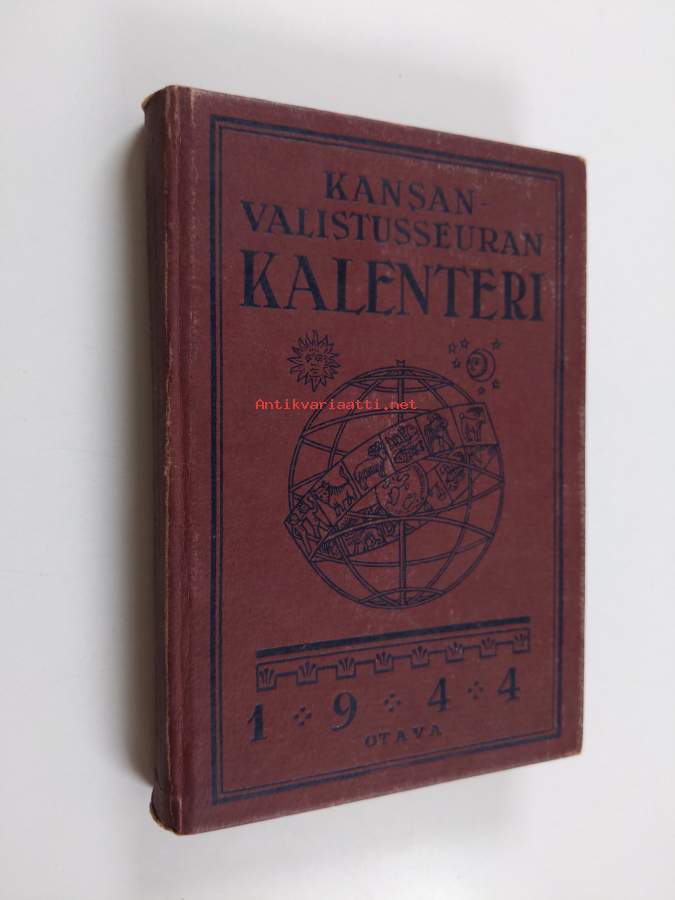 KANSAN-
VALISTUSSEURAN
KALENTERI
Antikvariaatti.net
1 9 4 4
OTAVA